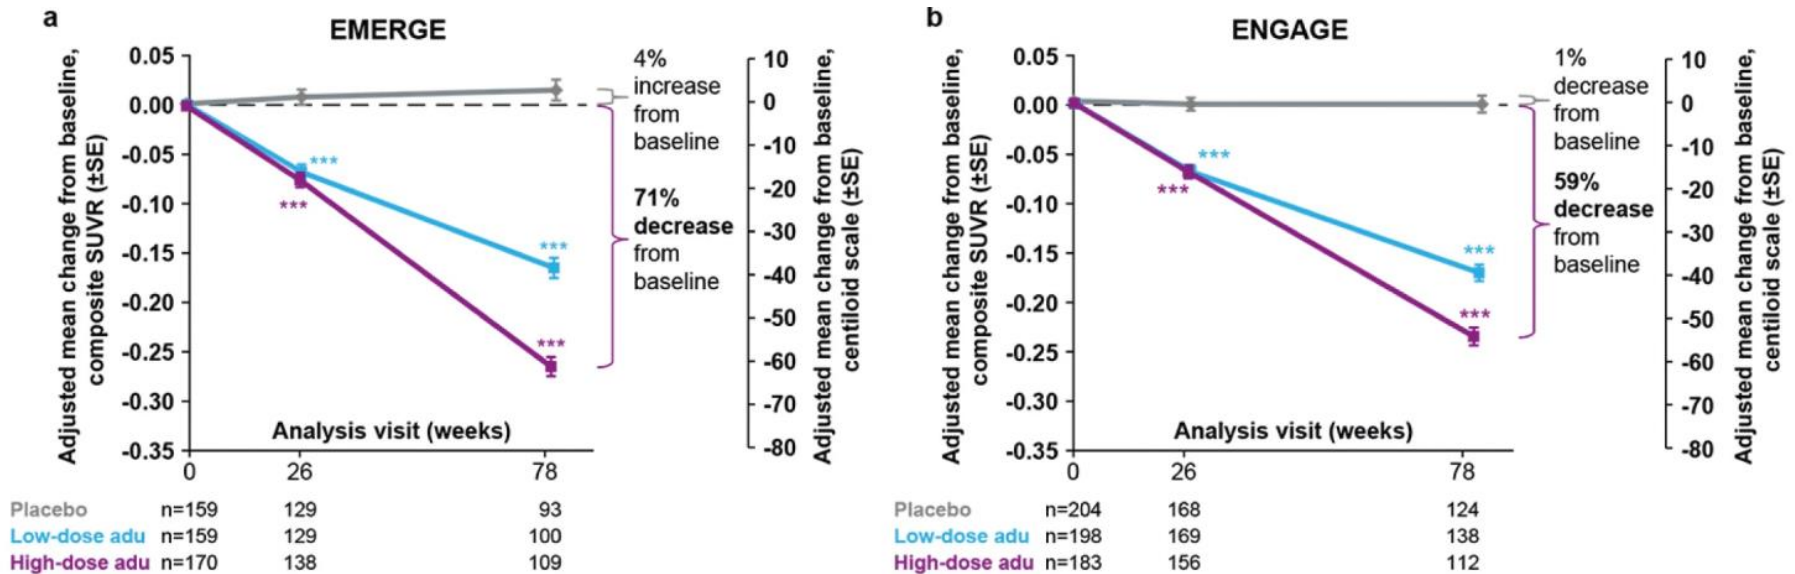 a
EMERGE
Adjusted mean change from baseline,
composite SUVR (±SE)
0.05
0.00
-0.05
-0.10
-0.15
-0.20
-0.25
-0.30
-0.35
***
***
***
***
4%
increase
from
baseline
71%
decrease
from
baseline
10
0
-10
-20
-30
-40
-50
-60
-70
-80
Adjusted mean change from baseline,
centiloid scale (±SE)
Analysis visit (weeks)
0 26 78
Placebo n=159 129 93
Low-dose adu n=159 129 100
High-dose adu n=170 138 109
b
ENGAGE
Adjusted mean change from baseline,
composite SUVR (±SE)
0.05
0.00
-0.05
-0.10
-0.15
-0.20
-0.25
-0.30
-0.35
***
***
***
***
1%
decrease
from
baseline
59%
decrease
from
baseline
10
0
-10
-20
-30
-40
-50
-60
-70
-80
Adjusted mean change from baseline,
centiloid scale (±SE)
Analysis visit (weeks)
0 26 78
Placebo n=204 168 124
Low-dose adu n=198 169 138
High-dose adu n=183 156 112